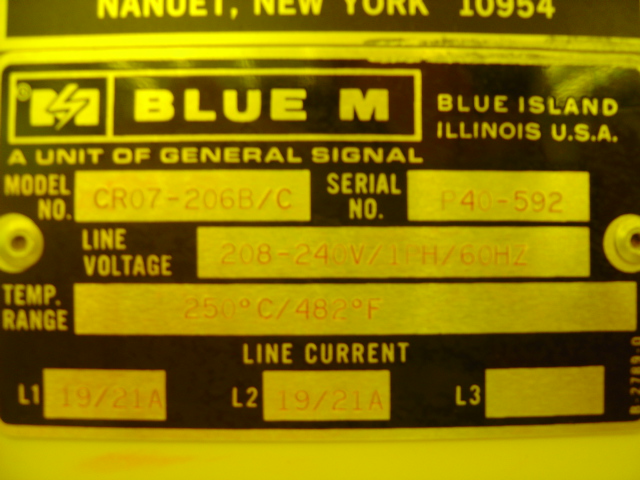 NANUET, NEW YORK 10954
BLUE M
BLUE ISLAND
ILLINOIS U.S.A.
A UNIT OF GENERAL SIGNAL
MODEL NO. CR07-206B/C SERIAL NO. P40-592
LINE VOLTAGE 208-240V/1PH/60HZ
TEMP. RANGE 250°C/482°F
LINE CURRENT
L1 19/21A L2 19/21A L3